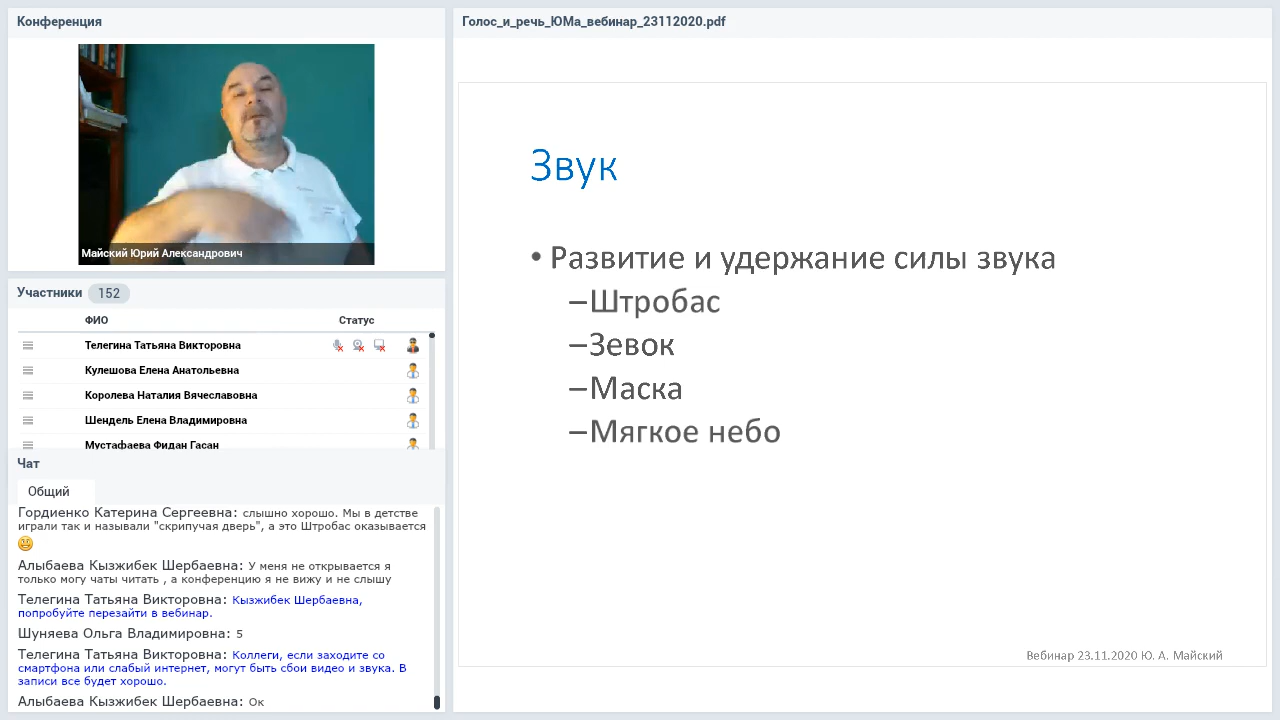 Конференция
Майский Юрий Александрович
Участники 152
ФИО Статус
Телегина Татьяна Викторовна
Кулешова Елена Анатольевна
Королева Наталия Вячеславовна
Шендель Елена Владимировна
Мустафаева Фидан Гасан
Чат
Общий
Гордиенко Катерина Сергеевна: слышно хорошо. Мы в детстве
играли так и называли "скрипучая дверь", а это Штробас оказывается
Алыбаева Кызжибек Шербаевна: У меня не открывается я
только могу чаты читать , а конференцию я не вижу и не слышу
Телегина Татьяна Викторовна: Кызжибек Шербаевна,
попробуйте перезайти в вебинар.
Шуняева Ольга Владимировна: 5
Телегина Татьяна Викторовна: Коллеги, если заходите со
смартфона или слабый интернет, могут быть сбои видео и звука. В
записи все будет хорошо.
Алыбаева Кызжибек Шербаевна: Ок
Голос_и_речь_ЮМа_вебинар_23112020.pdf
Звук
• Развитие и удержание силы звука
–Штробас
–Зевок
–Маска
–Мягкое небо
Вебинар 23.11.2020 Ю. А. Майский